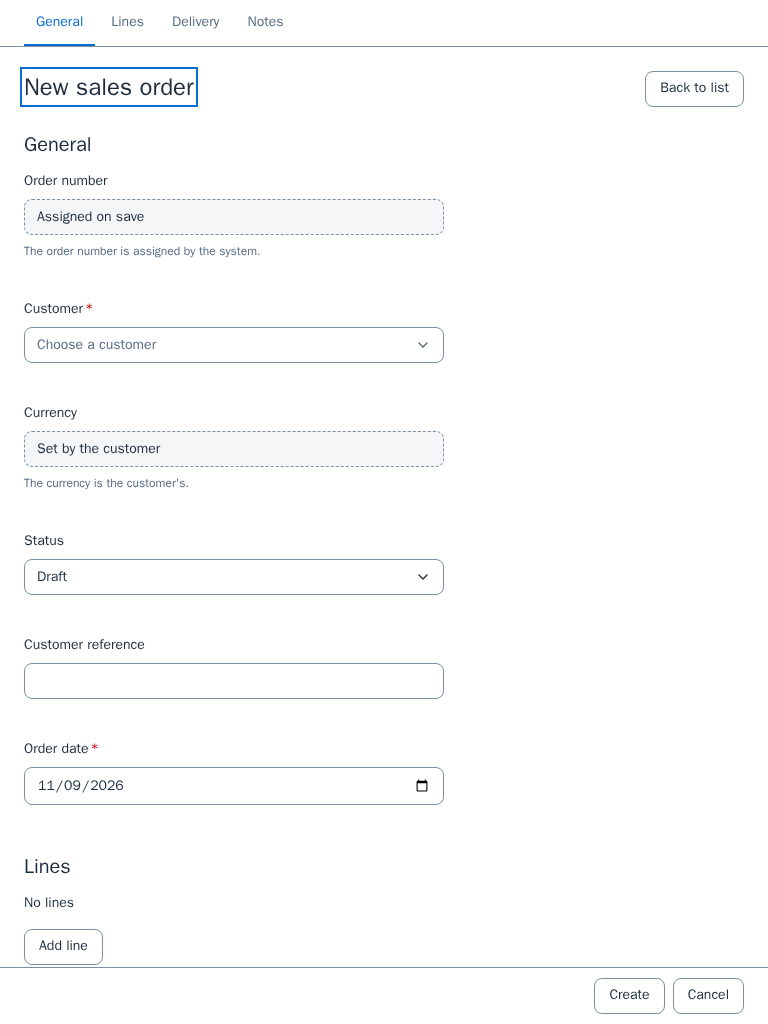 General Lines Delivery Notes
New sales order
Back to list
General
Order number
Assigned on save
The order number is assigned by the system.
Customer *
Choose a customer
Currency
Set by the customer
The currency is the customer's.
Status
Draft
Customer reference
Order date *
11/09/2026
Lines
No lines
Add line
Create Cancel